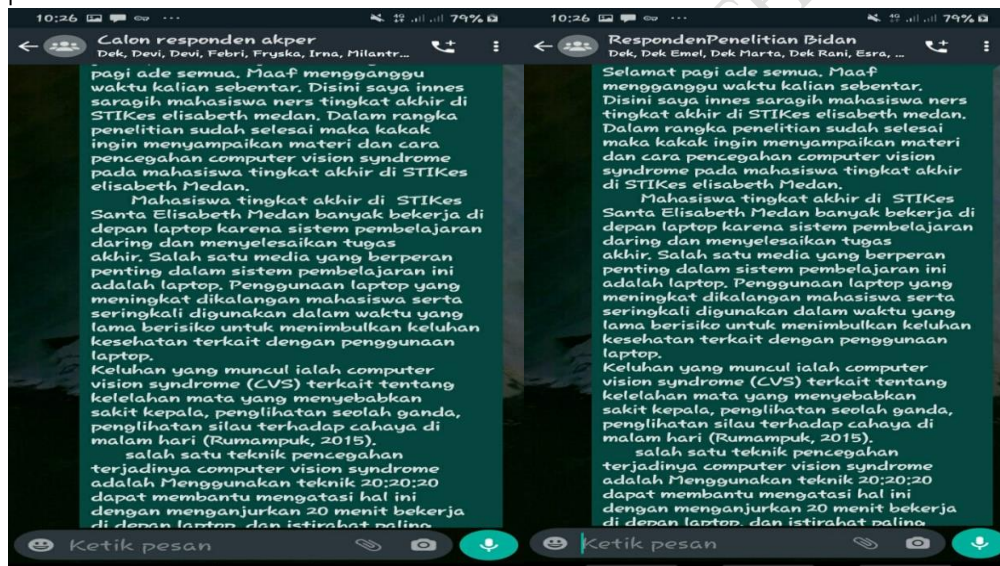 10:26 79%
Calon responden akper
Dek, Devi, Devi, Febri, Fryska, Irna, Milantr...
pagi ade semua. Maaf mengganggu
waktu kalian sebentar. Disini saya innes
saragih mahasiswa ners tingkat akhir di
STIKes elisabeth medan. Dalam rangka
penelitian sudah selesai maka kakak
ingin menyampaikan materi dan cara
pencegahan computer vision syndrome
pada mahasiswa tingkat akhir di STIKes
elisabeth Medan.
Mahasiswa tingkat akhir di STIKes
Santa Elisabeth Medan banyak bekerja di
depan laptop karena sistem pembelajaran
daring dan menyelesaikan tugas
akhir. Salah satu media yang berperan
penting dalam sistem pembelajaran ini
adalah laptop. Penggunaan laptop yang
meningkat dikalangan mahasiswa serta
seringkali digunakan dalam waktu yang
lama berisiko untuk menimbulkan keluhan
kesehatan terkait dengan penggunaan
laptop.
Keluhan yang muncul ialah computer
vision syndrome (CVS) terkait tentang
kelelahan mata yang menyebabkan
sakit kepala, penglihatan seolah ganda,
penglihatan silau terhadap cahaya di
malam hari (Rumampuk, 2015).
salah satu teknik pencegahan
terjadinya computer vision syndrome
adalah Menggunakan teknik 20:20:20
dapat membantu mengatasi hal ini
dengan menganjurkan 20 menit bekerja
di depan laptop, dan istirahat paling
Ketik pesan
10:26 79%
RespondenPenelitian Bidan
Dek, Dek Emel, Dek Marta, Dek Rani, Esra, ...
Selamat pagi ade semua. Maaf
mengganggu waktu kalian sebentar.
Disini saya innes saragih mahasiswa ners
tingkat akhir di STIKes elisabeth medan.
Dalam rangka penelitian sudah selesai
maka kakak ingin menyampaikan materi
dan cara pencegahan computer vision
syndrome pada mahasiswa tingkat akhir
di STIKes elisabeth Medan.
Mahasiswa tingkat akhir di STIKes
Santa Elisabeth Medan banyak bekerja di
depan laptop karena sistem pembelajaran
daring dan menyelesaikan tugas
akhir. Salah satu media yang berperan
penting dalam sistem pembelajaran ini
adalah laptop. Penggunaan laptop yang
meningkat dikalangan mahasiswa serta
seringkali digunakan dalam waktu yang
lama berisiko untuk menimbulkan keluhan
kesehatan terkait dengan penggunaan
laptop.
Keluhan yang muncul ialah computer
vision syndrome (CVS) terkait tentang
kelelahan mata yang menyebabkan
sakit kepala, penglihatan seolah ganda,
penglihatan silau terhadap cahaya di
malam hari (Rumampuk, 2015).
salah satu teknik pencegahan
terjadinya computer vision syndrome
adalah Menggunakan teknik 20:20:20
dapat membantu mengatasi hal ini
dengan menganjurkan 20 menit bekerja
di depan laptop, dan istirahat paling
Ketik pesan